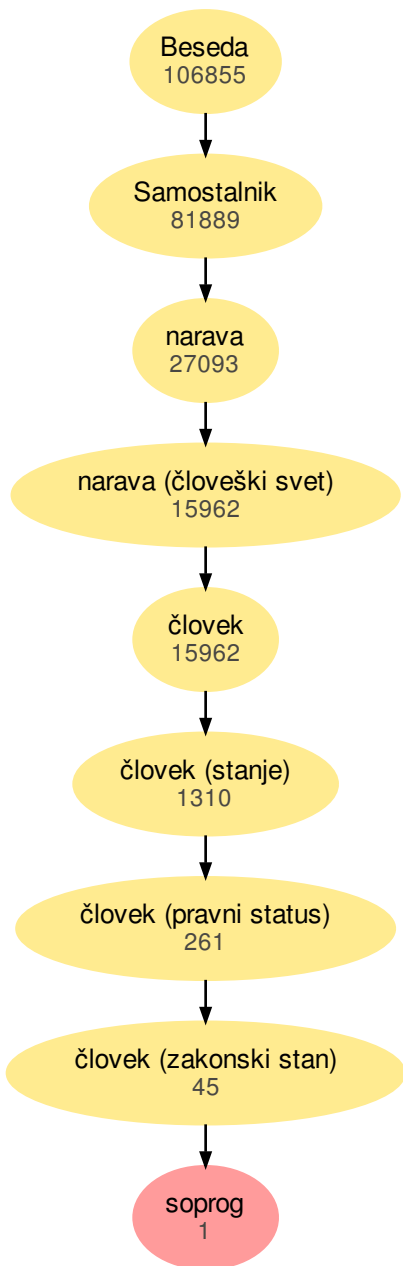 Beseda
106855
Samostalnik
81889
narava
27093
narava (človeški svet)
15962
človek
15962
človek (stanje)
1310
človek (pravni status)
261
človek (zakonski stan)
45
soprog
1